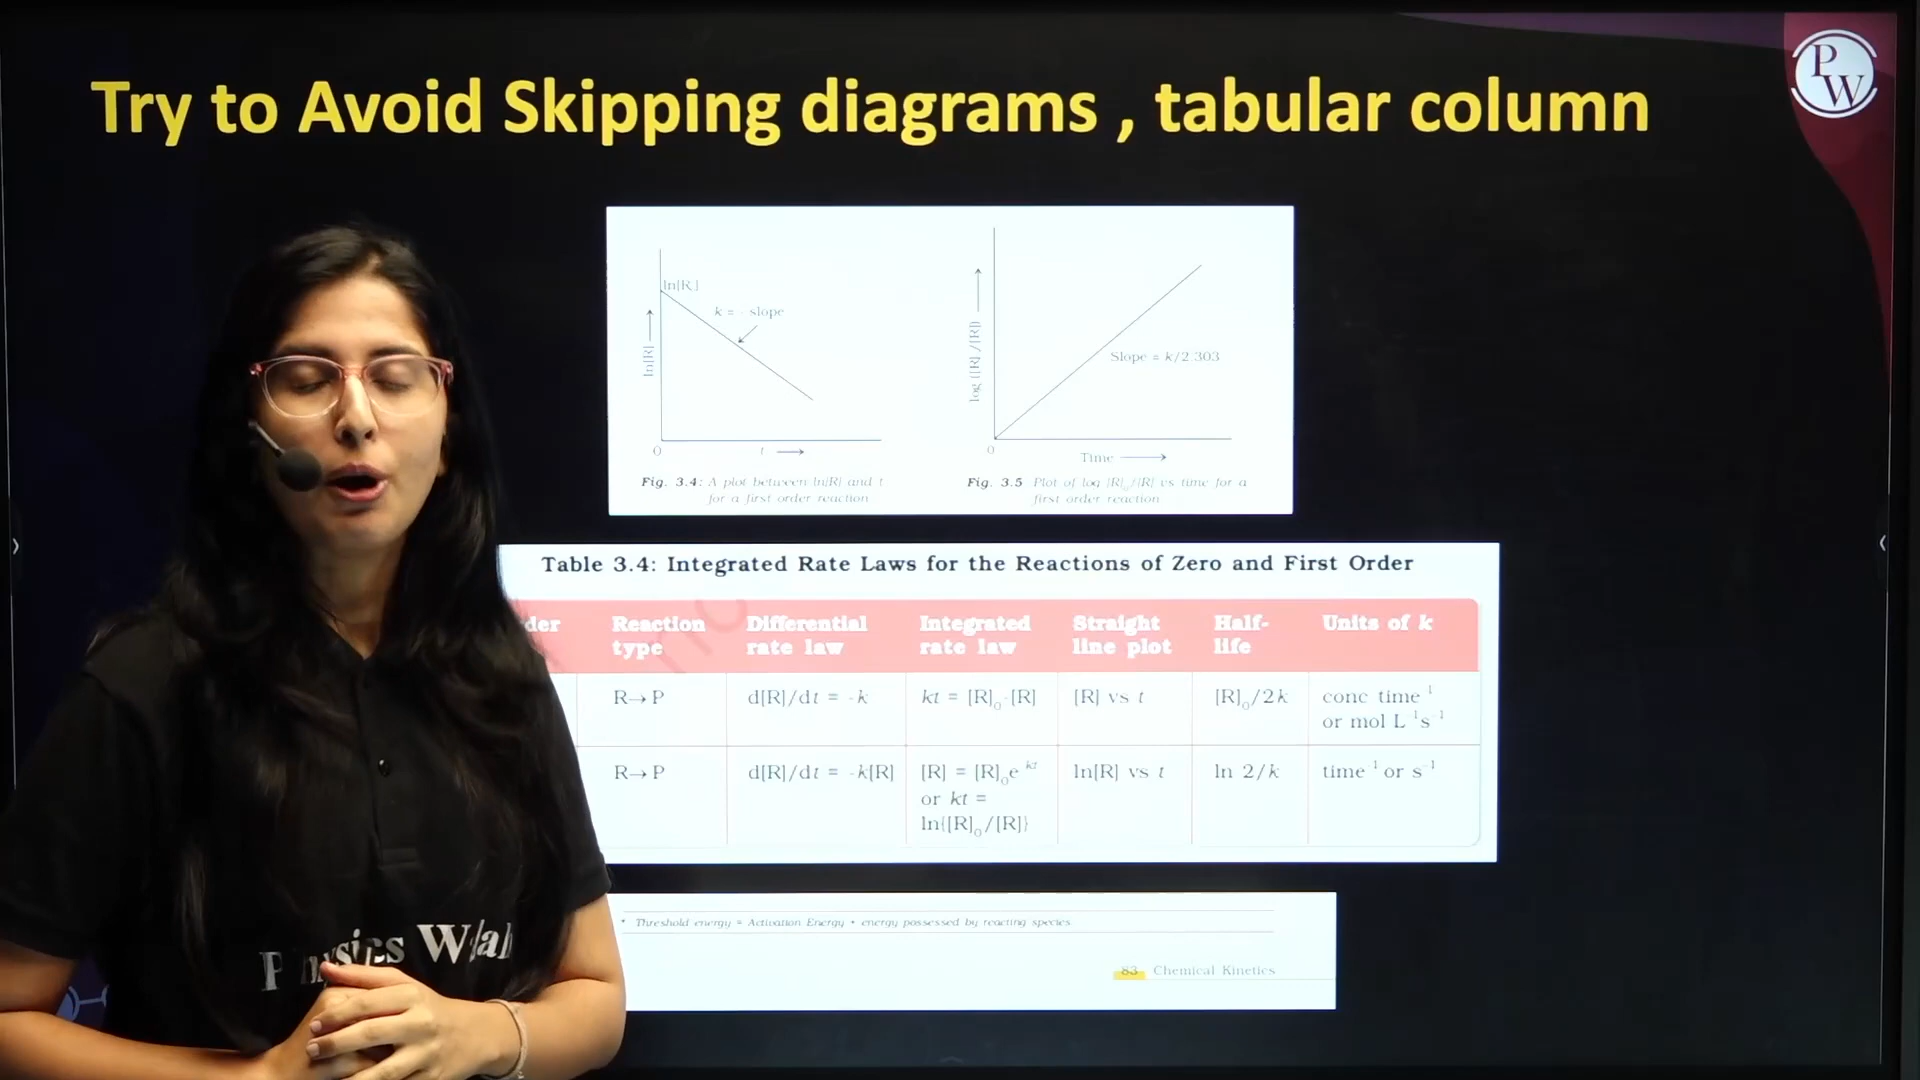 Try to Avoid Skipping diagrams , tabular column
PW
ln[R]
k = - slope
ln[R]
0
t
Fig. 3.4: A plot between ln[R] and t
for a first order reaction
log ([R] /[R])
Slope = k/2.303
0
Time
Fig. 3.5 Plot of log [R]₀/[R] vs time for a
first order reaction
Table 3.4: Integrated Rate Laws for the Reactions of Zero and First Order
der Reaction type Differential rate law Integrated rate law Straight line plot Half-life Units of k
R→ P d[R]/dt = -k kt = [R]₀-[R] [R] vs t [R]₀/2k conc time⁻¹
or mol L⁻¹s⁻¹
R→ P d[R]/dt = -k[R] [R] = [R]₀e⁻ᵏᵗ ln[R] vs t ln 2/k time⁻¹ or s⁻¹
or kt =
ln{[R]₀/[R]}
* Threshold energy = Activation Energy + energy possessed by reacting species.
83 Chemical Kinetics
Physics Wallah